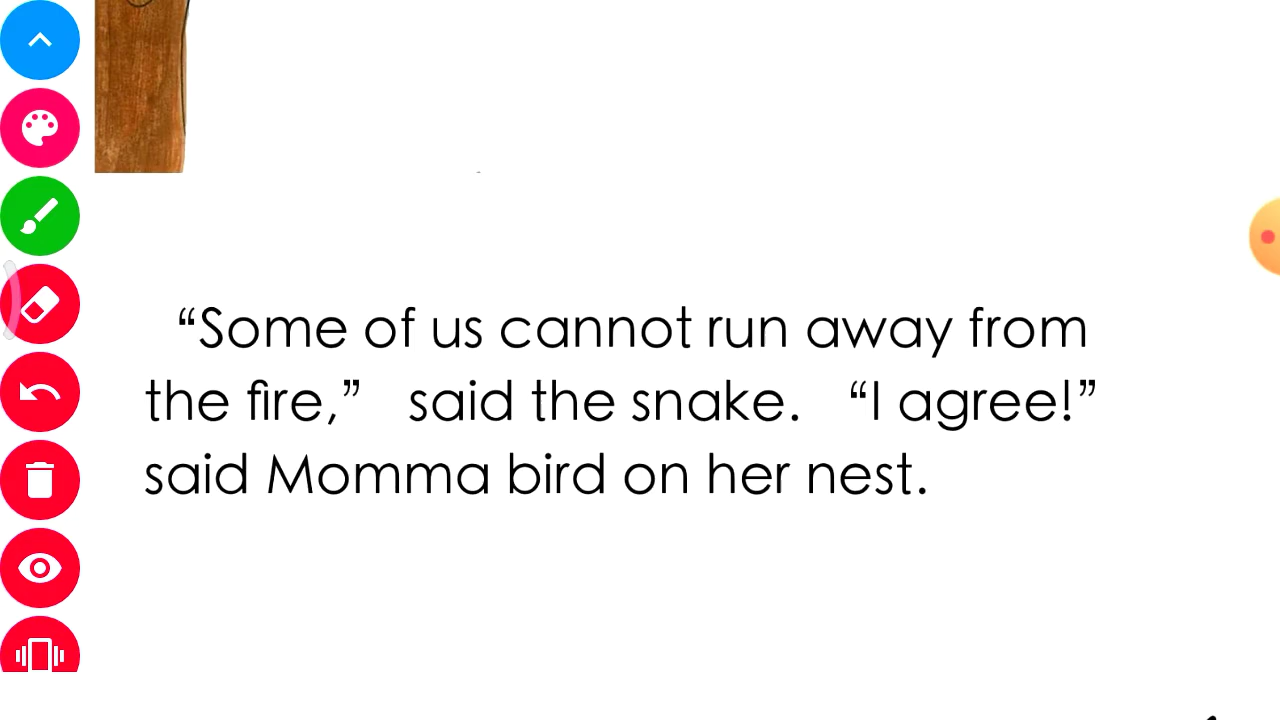 “Some of us cannot run away from
the fire,” said the snake. “I agree!”
said Momma bird on her nest.